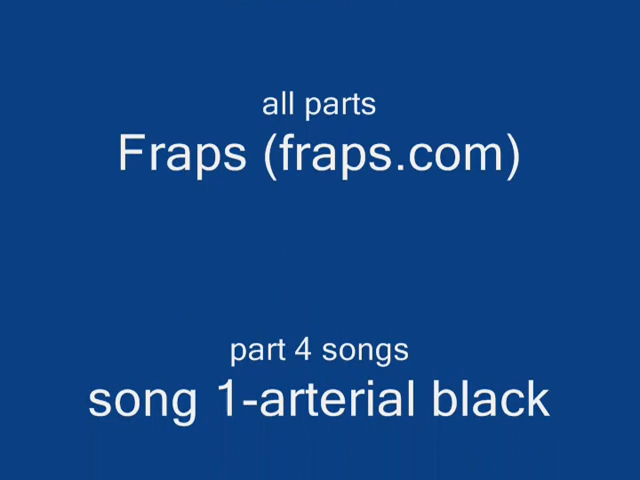 all parts
Fraps (fraps.com)
part 4 songs
song 1-arterial black